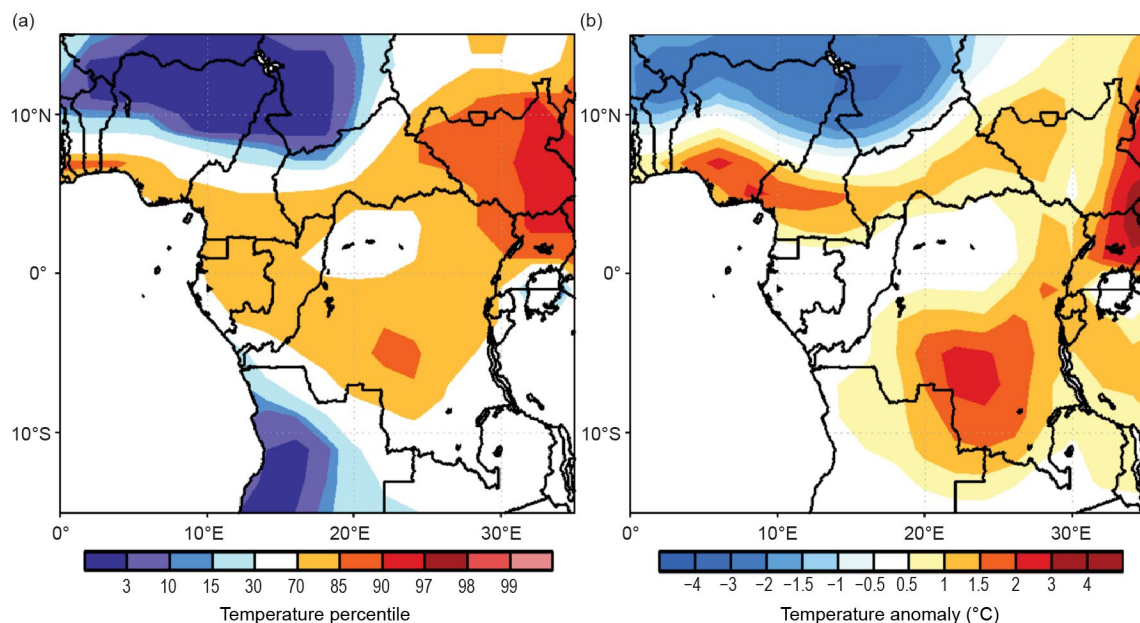 (a)
(b)
10°N
0°
10°S
0°
10°E
20°E
30°E
3
10
15
30
70
85
90
97
98
99
Temperature percentile
10°N
0°
10°S
0°
10°E
20°E
30°E
−4
−3
−2
−1.5
−1
−0.5
0.5
1
1.5
2
3
4
Temperature anomaly (°C)